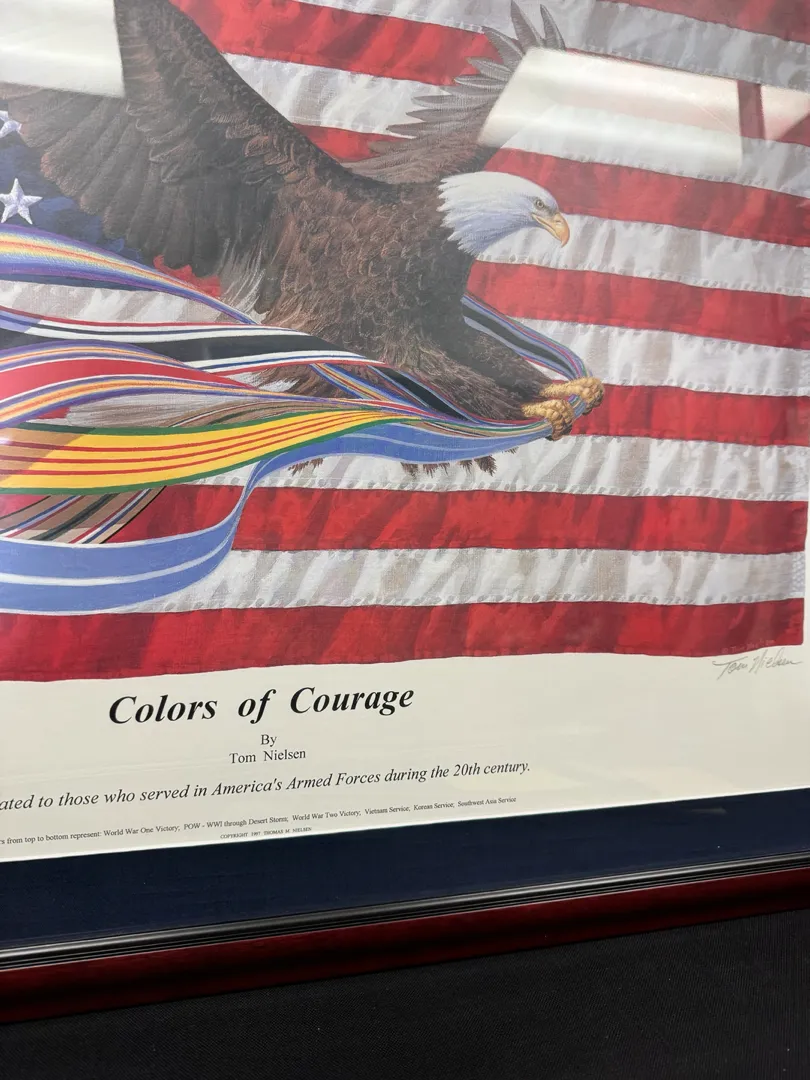 Tom Nielsen
Colors of Courage
By
Tom Nielsen
ated to those who served in America's Armed Forces during the 20th century.
s from top to bottom represent: World War One Victory; POW - WWI through Desert Storm; World War Two Victory; Vietnam Service; Korean Service; Southwest Asia Service
COPYRIGHT 1997 THOMAS M. NIELSEN